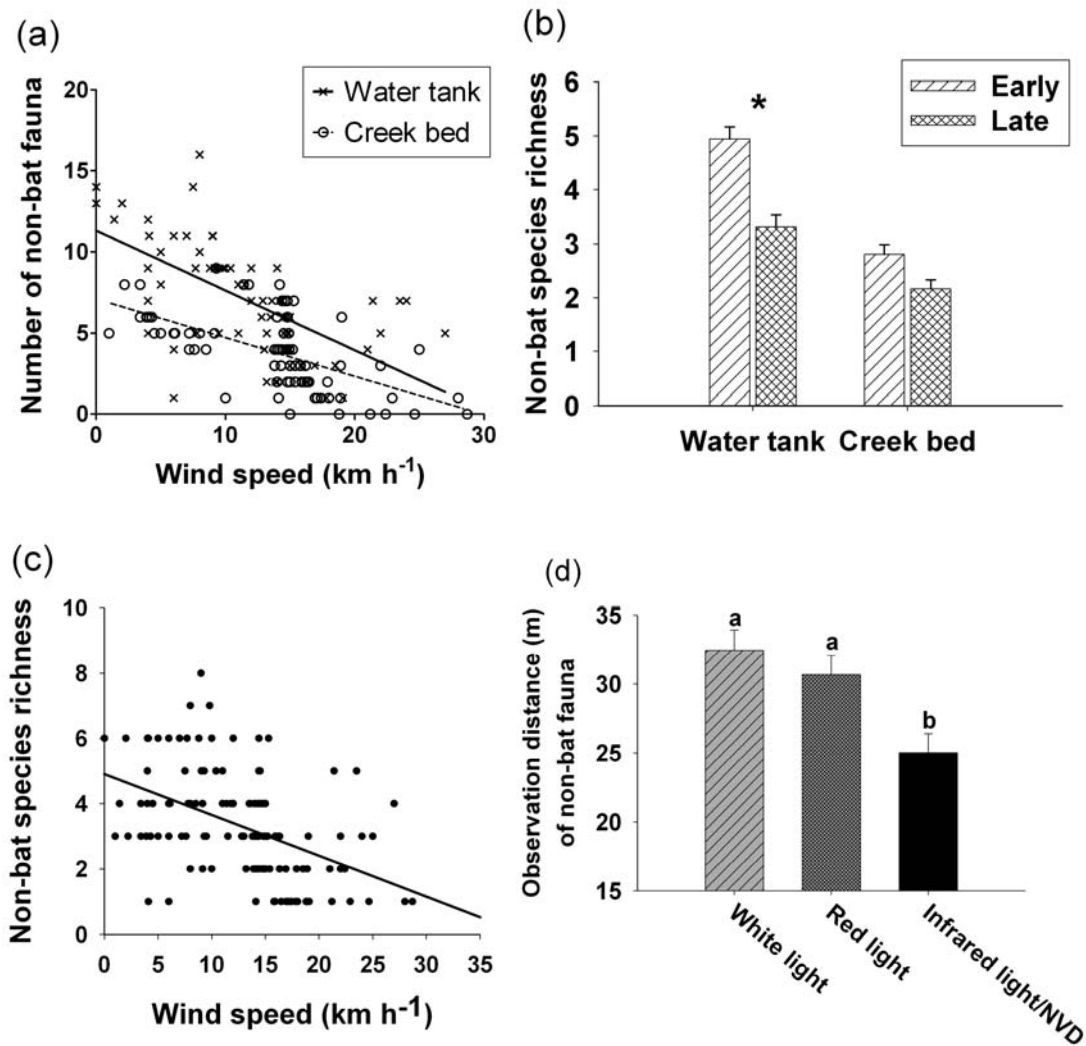 (a)
Number of non-bat fauna
20
15
10
5
0
0 10 20 30
Wind speed (km h⁻¹)
Water tank
Creek bed
(b)
Non-bat species richness
6
5
4
3
2
1
0
*
Early
Late
Water tank Creek bed
(c)
Non-bat species richness
10
8
6
4
2
0
0 5 10 15 20 25 30 35
Wind speed (km h⁻¹)
(d)
Observation distance (m)
of non-bat fauna
35
30
25
20
15
a
a
b
White light
Red light
Infrared light/NVD